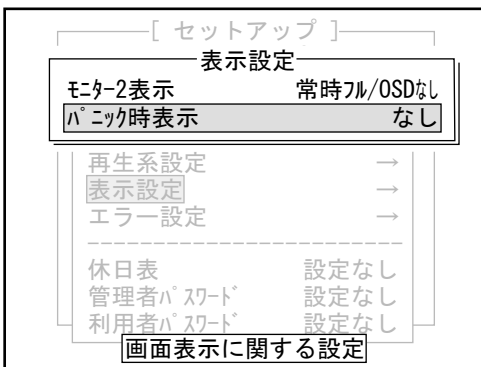 [ セットアップ ]
表示設定
ﾓﾆﾀｰ2表示 常時ﾌﾙ/OSDなし
ﾊﾟﾆｯｸ時表示 なし
再生系設定 →
表示設定 →
エラー設定 →
------------------------
休日表 設定なし
管理者ﾊﾟｽﾜｰﾄﾞ 設定なし
利用者ﾊﾟｽﾜｰﾄﾞ 設定なし
画面表示に関する設定